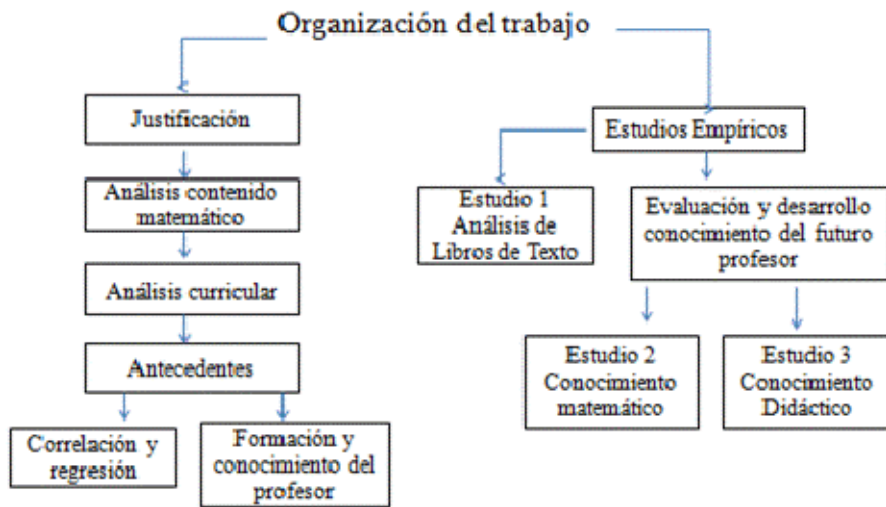 Organización del trabajo
Justificación
Análisis contenido
matemático
Análisis curricular
Antecedentes
Correlación y
regresión
Formación y
conocimiento del
profesor
Estudios Empíricos
Estudio 1
Análisis de
Libros de Texto
Evaluación y desarrollo
conocimiento del futuro
profesor
Estudio 2
Conocimiento
matemático
Estudio 3
Conocimiento
Didáctico